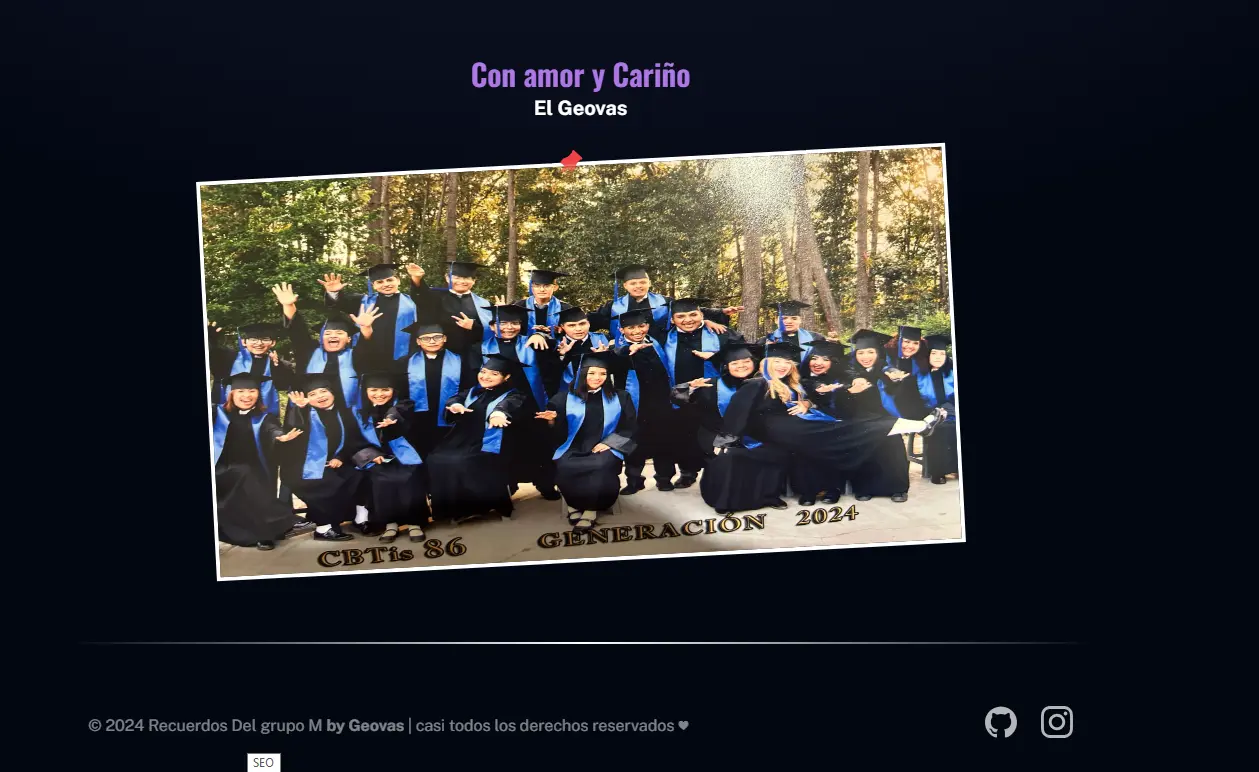 Con amor y Cariño
El Geovas
CBTis 86 GENERACIÓN 2024
© 2024 Recuerdos Del grupo M by Geovas | casi todos los derechos reservados ♥
SEO